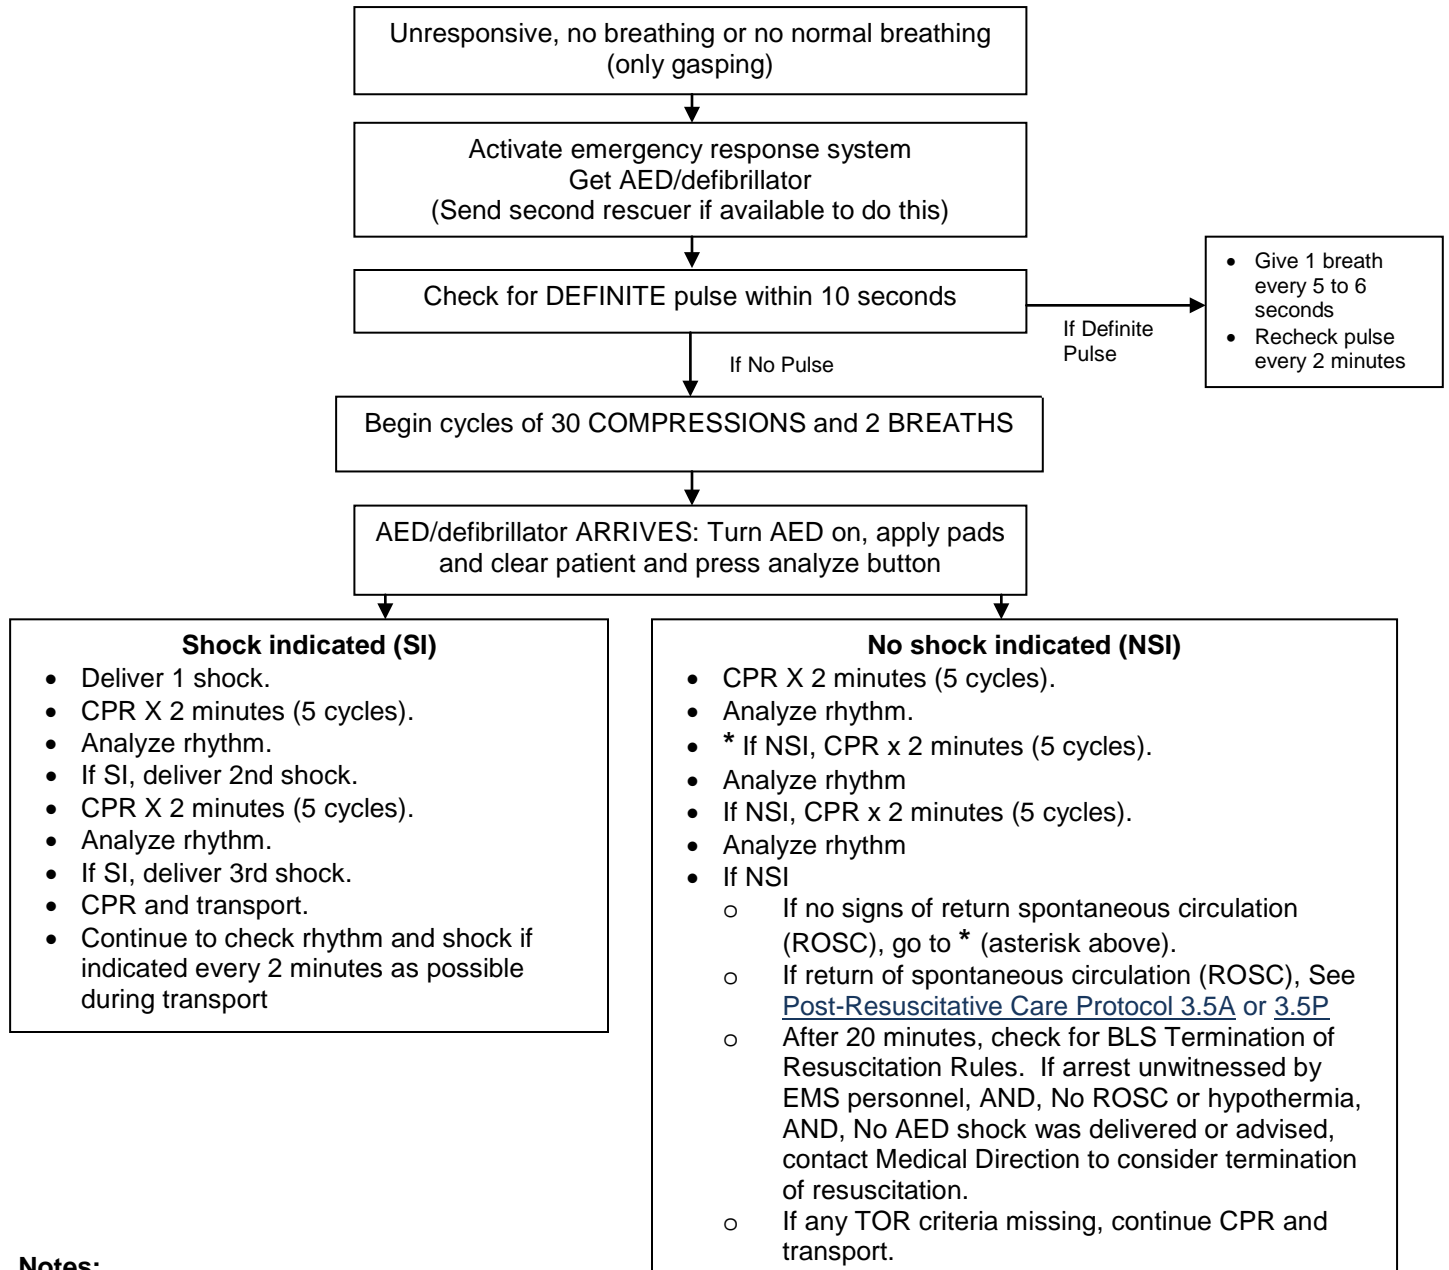 Unresponsive, no breathing or no normal breathing
(only gasping)
Activate emergency response system
Get AED/defibrillator
(Send second rescuer if available to do this)
Check for DEFINITE pulse within 10 seconds
If Definite
Pulse
• Give 1 breath
every 5 to 6
seconds
• Recheck pulse
every 2 minutes
If No Pulse
Begin cycles of 30 COMPRESSIONS and 2 BREATHS
AED/defibrillator ARRIVES: Turn AED on, apply pads
and clear patient and press analyze button
Shock indicated (SI)
• Deliver 1 shock.
• CPR X 2 minutes (5 cycles).
• Analyze rhythm.
• If SI, deliver 2nd shock.
• CPR X 2 minutes (5 cycles).
• Analyze rhythm.
• If SI, deliver 3rd shock.
• CPR and transport.
• Continue to check rhythm and shock if
indicated every 2 minutes as possible
during transport
No shock indicated (NSI)
• CPR X 2 minutes (5 cycles).
• Analyze rhythm.
• * If NSI, CPR x 2 minutes (5 cycles).
• Analyze rhythm
• If NSI, CPR x 2 minutes (5 cycles).
• Analyze rhythm
• If NSI
o If no signs of return spontaneous circulation
(ROSC), go to * (asterisk above).
o If return of spontaneous circulation (ROSC), See
Post-Resuscitative Care Protocol 3.5A or 3.5P
o After 20 minutes, check for BLS Termination of
Resuscitation Rules. If arrest unwitnessed by
EMS personnel, AND, No ROSC or hypothermia,
AND, No AED shock was delivered or advised,
contact Medical Direction to consider termination
of resuscitation.
o If any TOR criteria missing, continue CPR and
transport.
Notes: